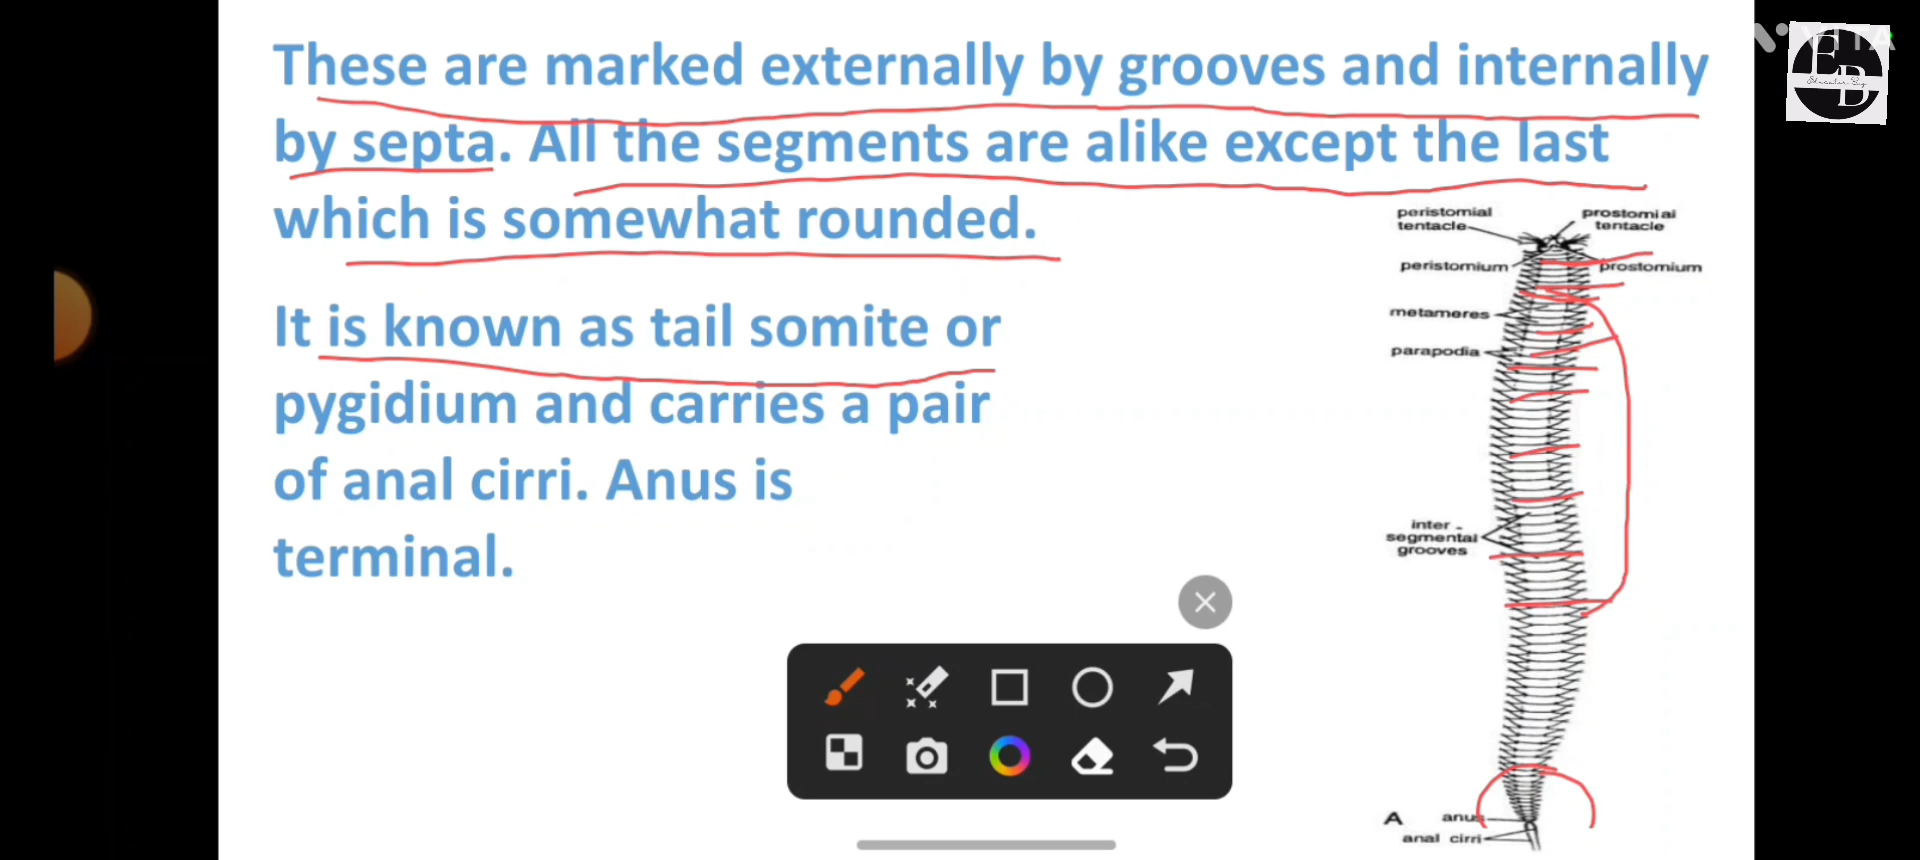 These are marked externally by grooves and internally
by septa. All the segments are alike except the last
which is somewhat rounded.
It is known as tail somite or
pygidium and carries a pair
of anal cirri. Anus is
terminal.
peristomial
tentacle
prostomial
tentacle
peristomium
prostomium
metameres
parapodia
inter -
segmental
grooves
A
anus
anal cirri
VITA
E
D